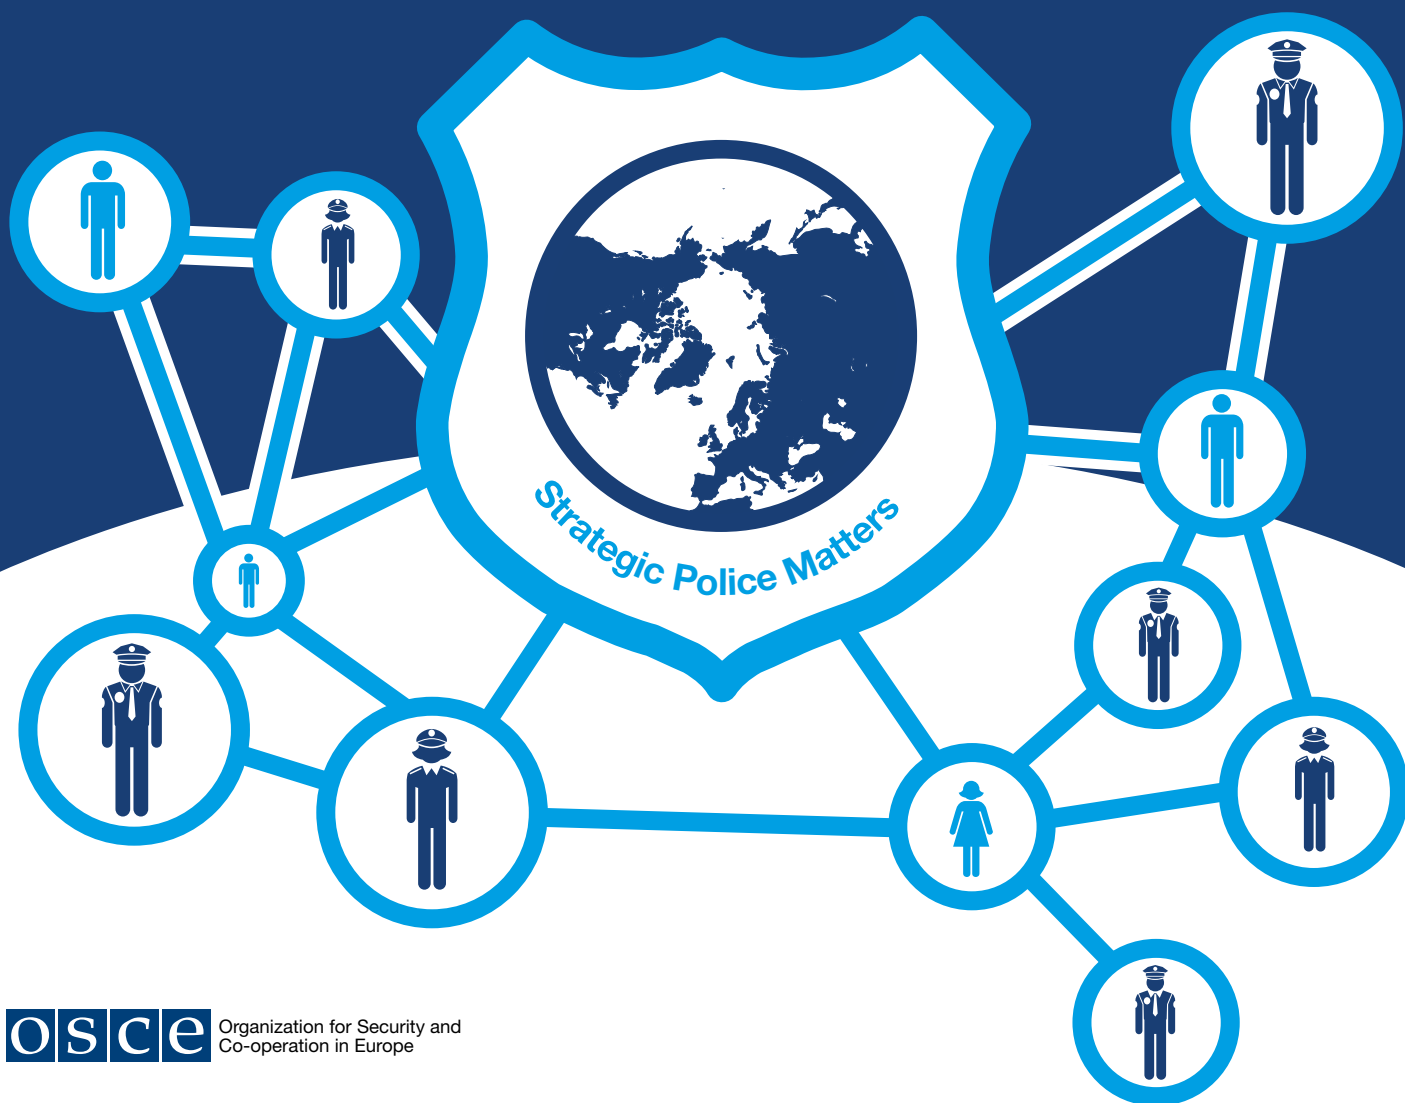 Strategic Police Matters
osce
Organization for Security and
Co-operation in Europe